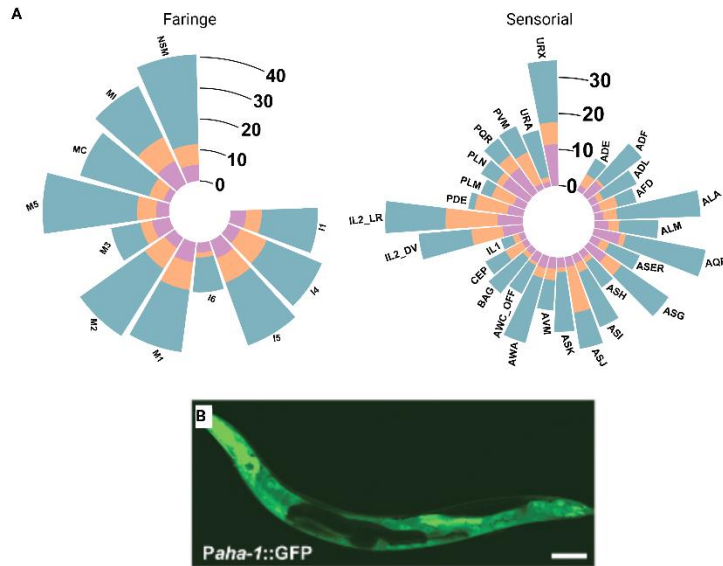 A
Faringe
Sensorial
NSM
MI
MC
M5
M3
M2
M1
I6
I5
I4
I1
40
30
20
10
0
URX
30
20
10
0
ADE
ADF
ADL
AFD
ALA
ALM
AQR
ASER
ASG
ASH
ASI
ASJ
ASK
AVM
AWA
AWC_OFF
BAG
CEP
IL1
IL2_DV
IL2_LR
PDE
PLM
PLN
PQR
PVM
URA
B
Paha-1::GFP